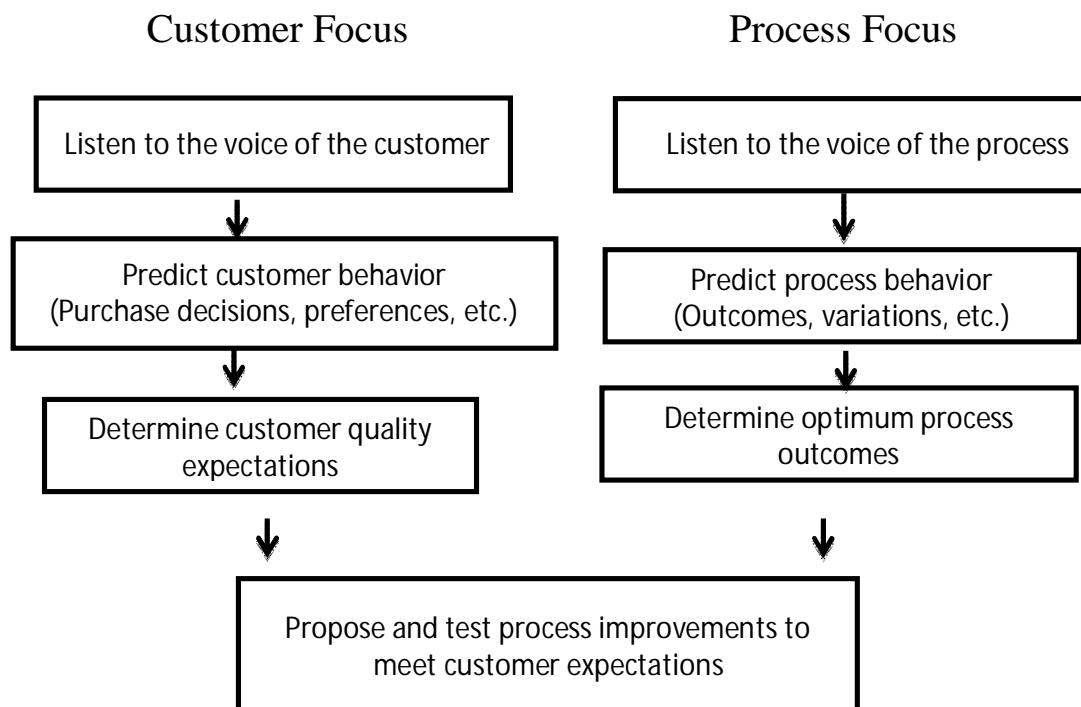 Customer Focus
Process Focus
Listen to the voice of the customer
Listen to the voice of the process
Predict customer behavior
(Purchase decisions, preferences, etc.)
Predict process behavior
(Outcomes, variations, etc.)
Determine customer quality
expectations
Determine optimum process
outcomes
Propose and test process improvements to
meet customer expectations